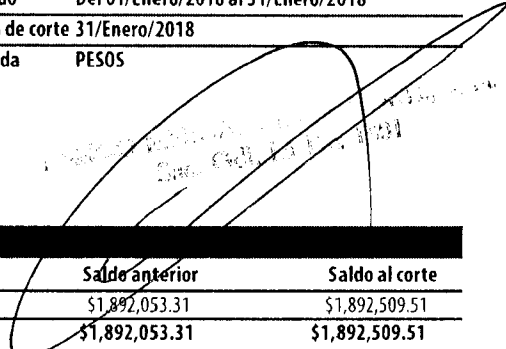 Del 01/Enero/2018 al 31/Enero/2018
de corte 31/Enero/2018
da PESOS
Saldo anterior Saldo al corte
$1,892,053.31 $1,892,509.51
$1,892,053.31 $1,892,509.51